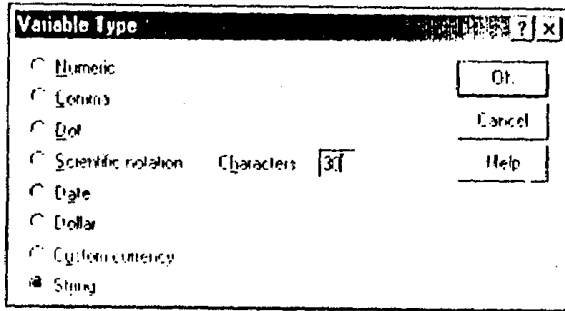 Variable Type ? ×
Numeric
OK
Comma
Dot
Cancel
Scientific notation Characters 30
Help
Date
Dollar
Custom currency
String